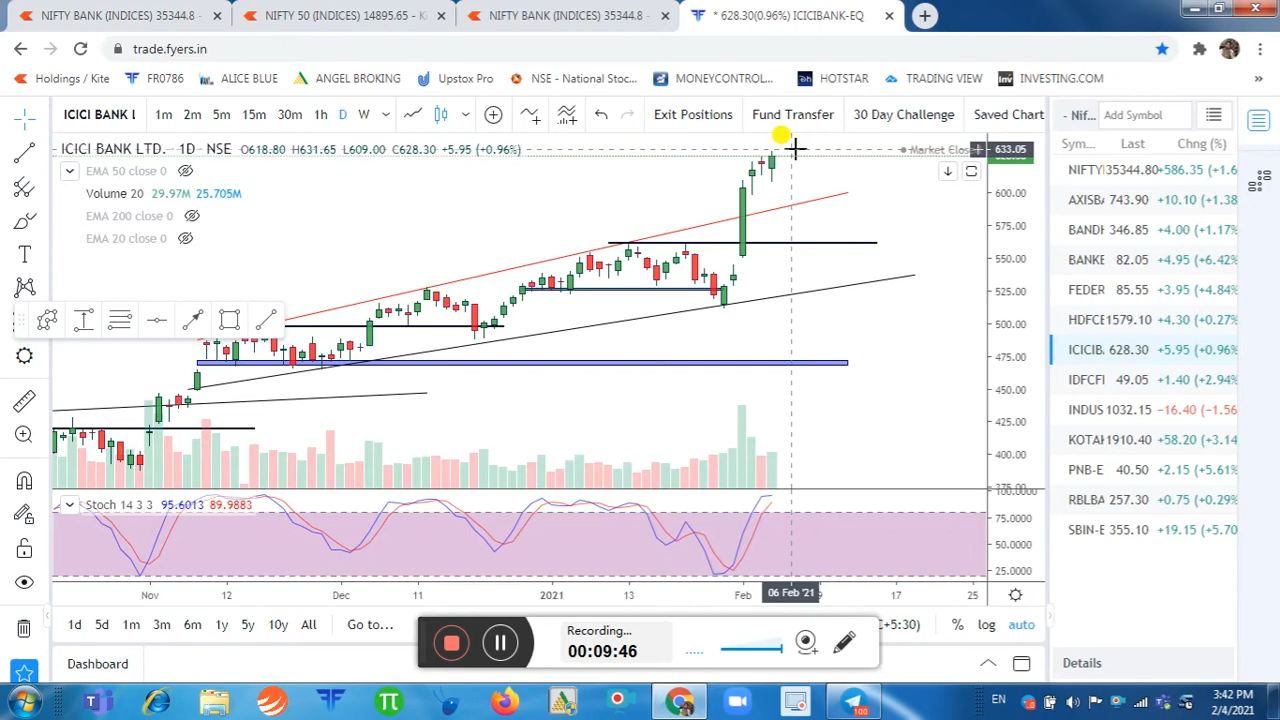 NIFTY BANK (INDICES) 35344.8
NIFTY 50 (INDICES) 14895.65 - K
NIFTY BANK (INDICES) 35344.8
* 628.30(0.96%) ICICIBANK-EQ
trade.fyers.in
Holdings / Kite
FR0786
ALICE BLUE
ANGEL BROKING
Upstox Pro
NSE - National Stoc...
MONEYCONTROL...
HOTSTAR
TRADING VIEW
INVESTING.COM
»
ICICI BANK L
1m 2m 5m 15m 30m 1h D W
Exit Positions
Fund Transfer
30 Day Challenge
Saved Chart
- Nif...
Add Symbol
ICICI BANK LTD. 1D NSE O618.80 H631.65 L609.00 C628.30 +5.95 (+0.96%)
Market Close
633.05
EMA 50 close 0
Volume 20 29.97M 25.705M
EMA 200 close 0
EMA 20 close 0
600.00
575.00
550.00
525.00
500.00
475.00
450.00
425.00
400.00
375.00
Stoch 14 3 3 95.6013 89.9883
100.0000
75.0000
50.0000
25.0000
Nov 12 Dec 11 2021 13 Feb 06 Feb '21 17 25
1d 5d 1m 3m 6m 1y 5y 10y All Go to...
C+5:30) % log auto
Recording...
00:09:46
Dashboard
Sym Last Chng (%)
NIFTY 35344.80 +586.35 (+1.6
AXISBA 743.90 +10.10 (+1.38
BANDH 346.85 +4.00 (+1.17%
BANKE 82.05 +4.95 (+6.42%
FEDER 85.55 +3.95 (+4.84%
HDFCE 1579.10 +4.30 (+0.27%
ICICIB 628.30 +5.95 (+0.96%
IDFCFI 49.05 +1.40 (+2.94%
INDUS 1032.15 -16.40 (-1.56
KOTAK 1910.40 +58.20 (+3.14
PNB-E 40.50 +2.15 (+5.61%
RBLBA 257.30 +0.75 (+0.29%
SBIN-E 355.10 +19.15 (+5.70
Details
100
EN
3:42 PM
2/4/2021